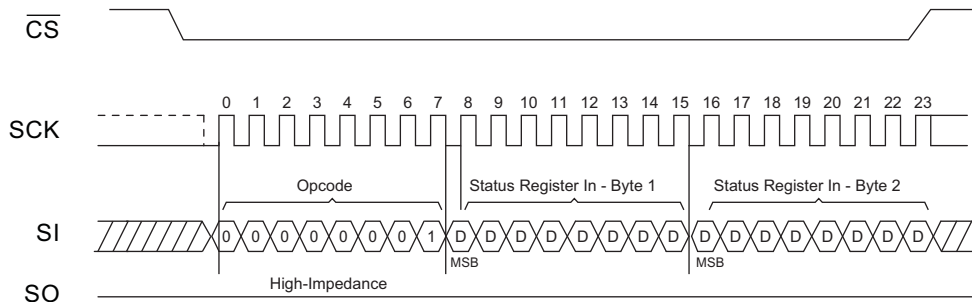 CS
0 1 2 3 4 5 6 7 8 9 10 11 12 13 14 15 16 17 18 19 20 21 22 23
SCK
Opcode Status Register In - Byte 1 Status Register In - Byte 2
SI 0 0 0 0 0 0 0 1 D D D D D D D D D D D D D D D D
MSB MSB
High-Impedance
SO